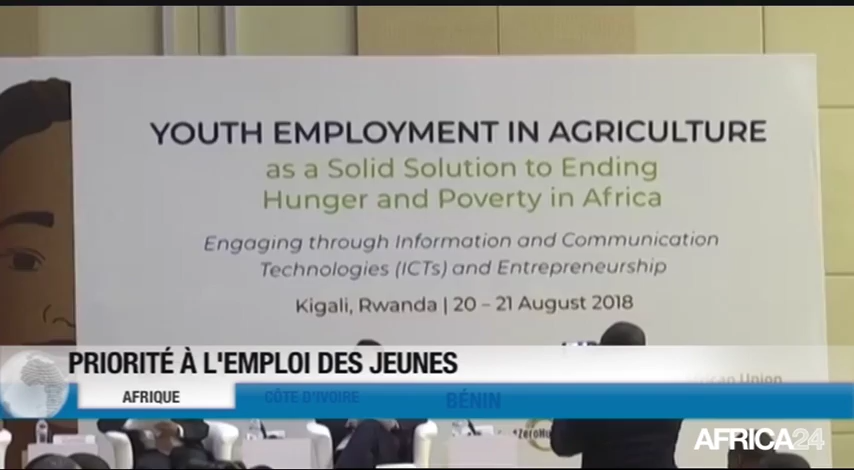 YOUTH EMPLOYMENT IN AGRICULTURE
as a Solid Solution to Ending
Hunger and Poverty in Africa
Engaging through Information and Communication
Technologies (ICTs) and Entrepreneurship
Kigali, Rwanda | 20 – 21 August 2018
PRIORITÉ À L'EMPLOI DES JEUNES
African Union
AFRIQUE
CÔTE D'IVOIRE
BÉNIN
AFRICA24